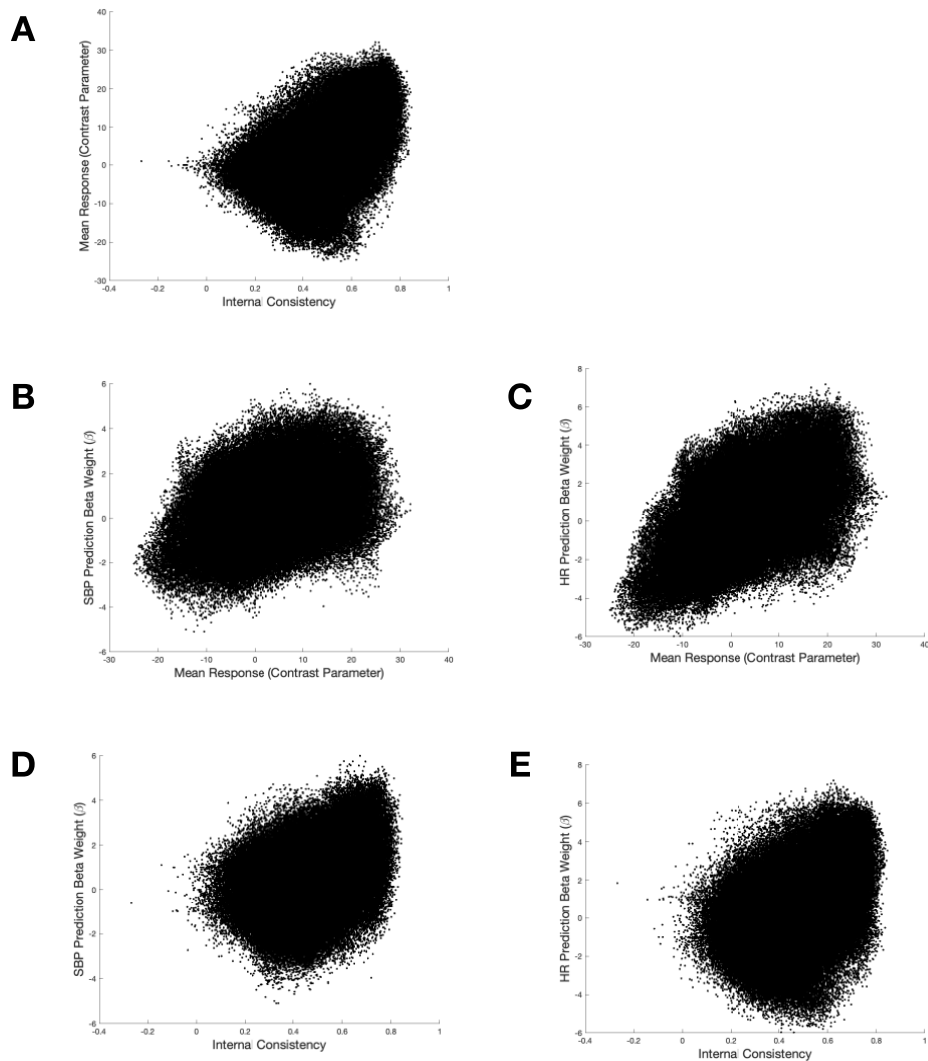 A
40
30
20
10
0
-10
-20
-30
Mean Response (Contrast Parameter)
-0.4 -0.2 0 0.2 0.4 0.6 0.8 1
Internal Consistency
B
6
4
2
0
-2
-4
-6
SBP Prediction Beta Weight (β)
-30 -20 -10 0 10 20 30 40
Mean Response (Contrast Parameter)
C
8
6
4
2
0
-2
-4
-6
HR Prediction Beta Weight (β)
-30 -20 -10 0 10 20 30 40
Mean Response (Contrast Parameter)
D
6
4
2
0
-2
-4
-6
SBP Prediction Beta Weight (β)
-0.4 -0.2 0 0.2 0.4 0.6 0.8 1
Internal Consistency
E
8
6
4
2
0
-2
-4
-6
HR Prediction Beta Weight (β)
-0.4 -0.2 0 0.2 0.4 0.6 0.8 1
Internal Consistency